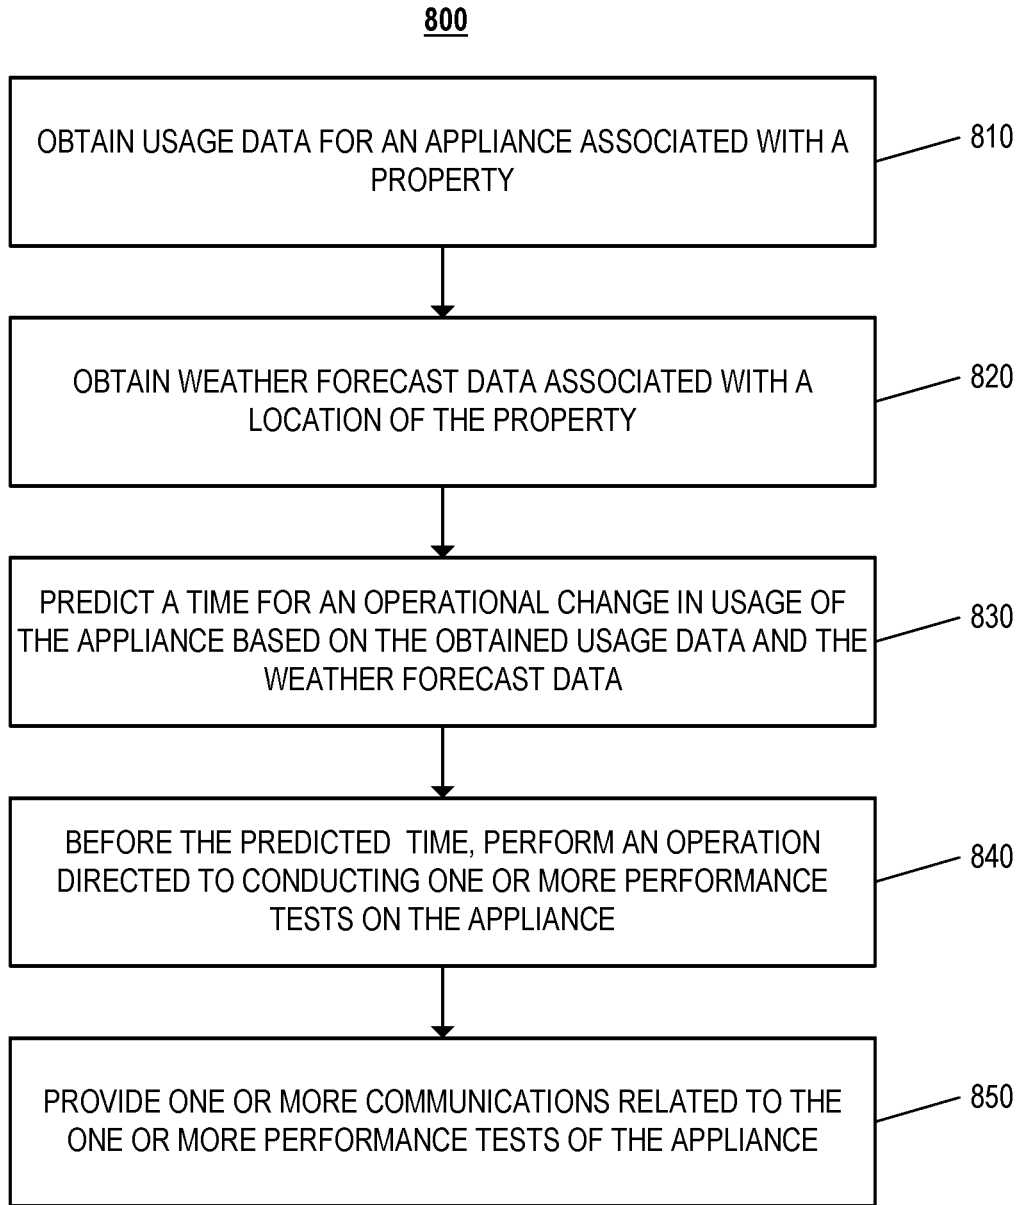 800
OBTAIN USAGE DATA FOR AN APPLIANCE ASSOCIATED WITH A
PROPERTY
810
OBTAIN WEATHER FORECAST DATA ASSOCIATED WITH A
LOCATION OF THE PROPERTY
820
PREDICT A TIME FOR AN OPERATIONAL CHANGE IN USAGE OF
THE APPLIANCE BASED ON THE OBTAINED USAGE DATA AND THE
WEATHER FORECAST DATA
830
BEFORE THE PREDICTED TIME, PERFORM AN OPERATION
DIRECTED TO CONDUCTING ONE OR MORE PERFORMANCE
TESTS ON THE APPLIANCE
840
PROVIDE ONE OR MORE COMMUNICATIONS RELATED TO THE
ONE OR MORE PERFORMANCE TESTS OF THE APPLIANCE
850